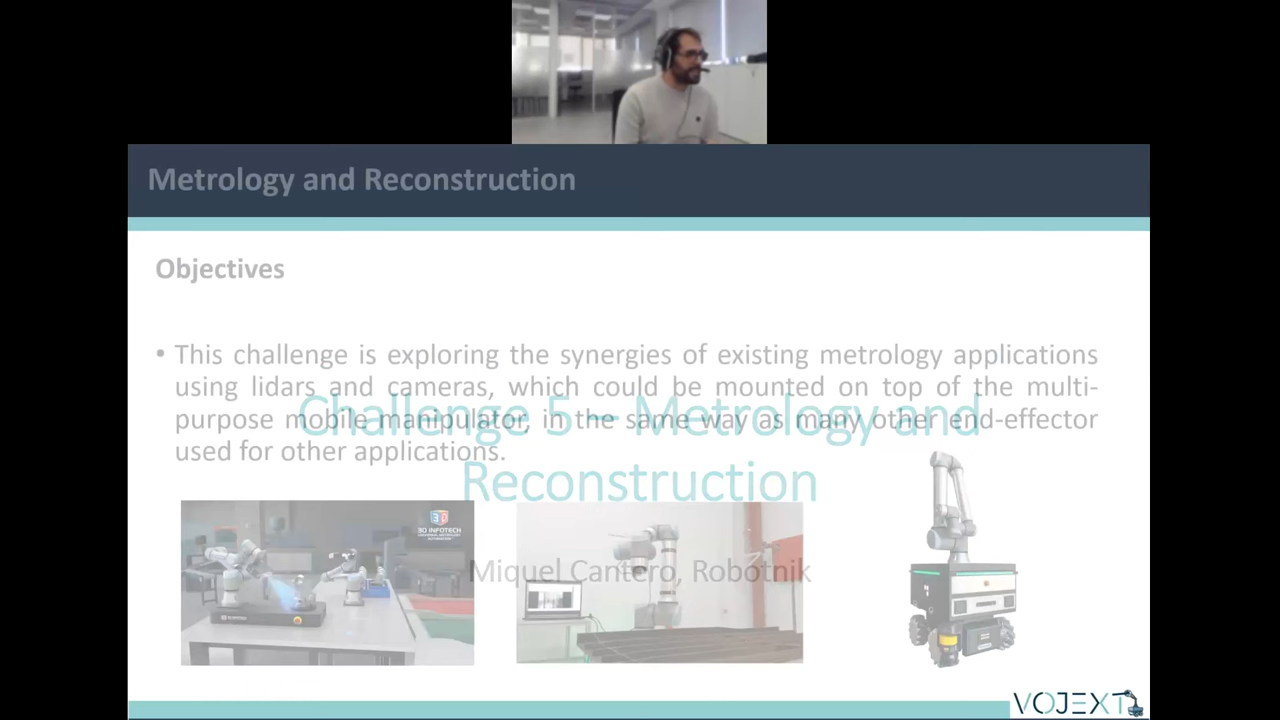 Metrology and Reconstruction
Objectives
• This challenge is exploring the synergies of existing metrology applications
using lidars and cameras, which could be mounted on top of the multi-
purpose mobile manipulator, in the same way as many other end-effector
used for other applications.
Challenge 5 – Metrology and
Reconstruction
Miquel Cantero, Robotnik
3D INFOTECH
VOJEXT